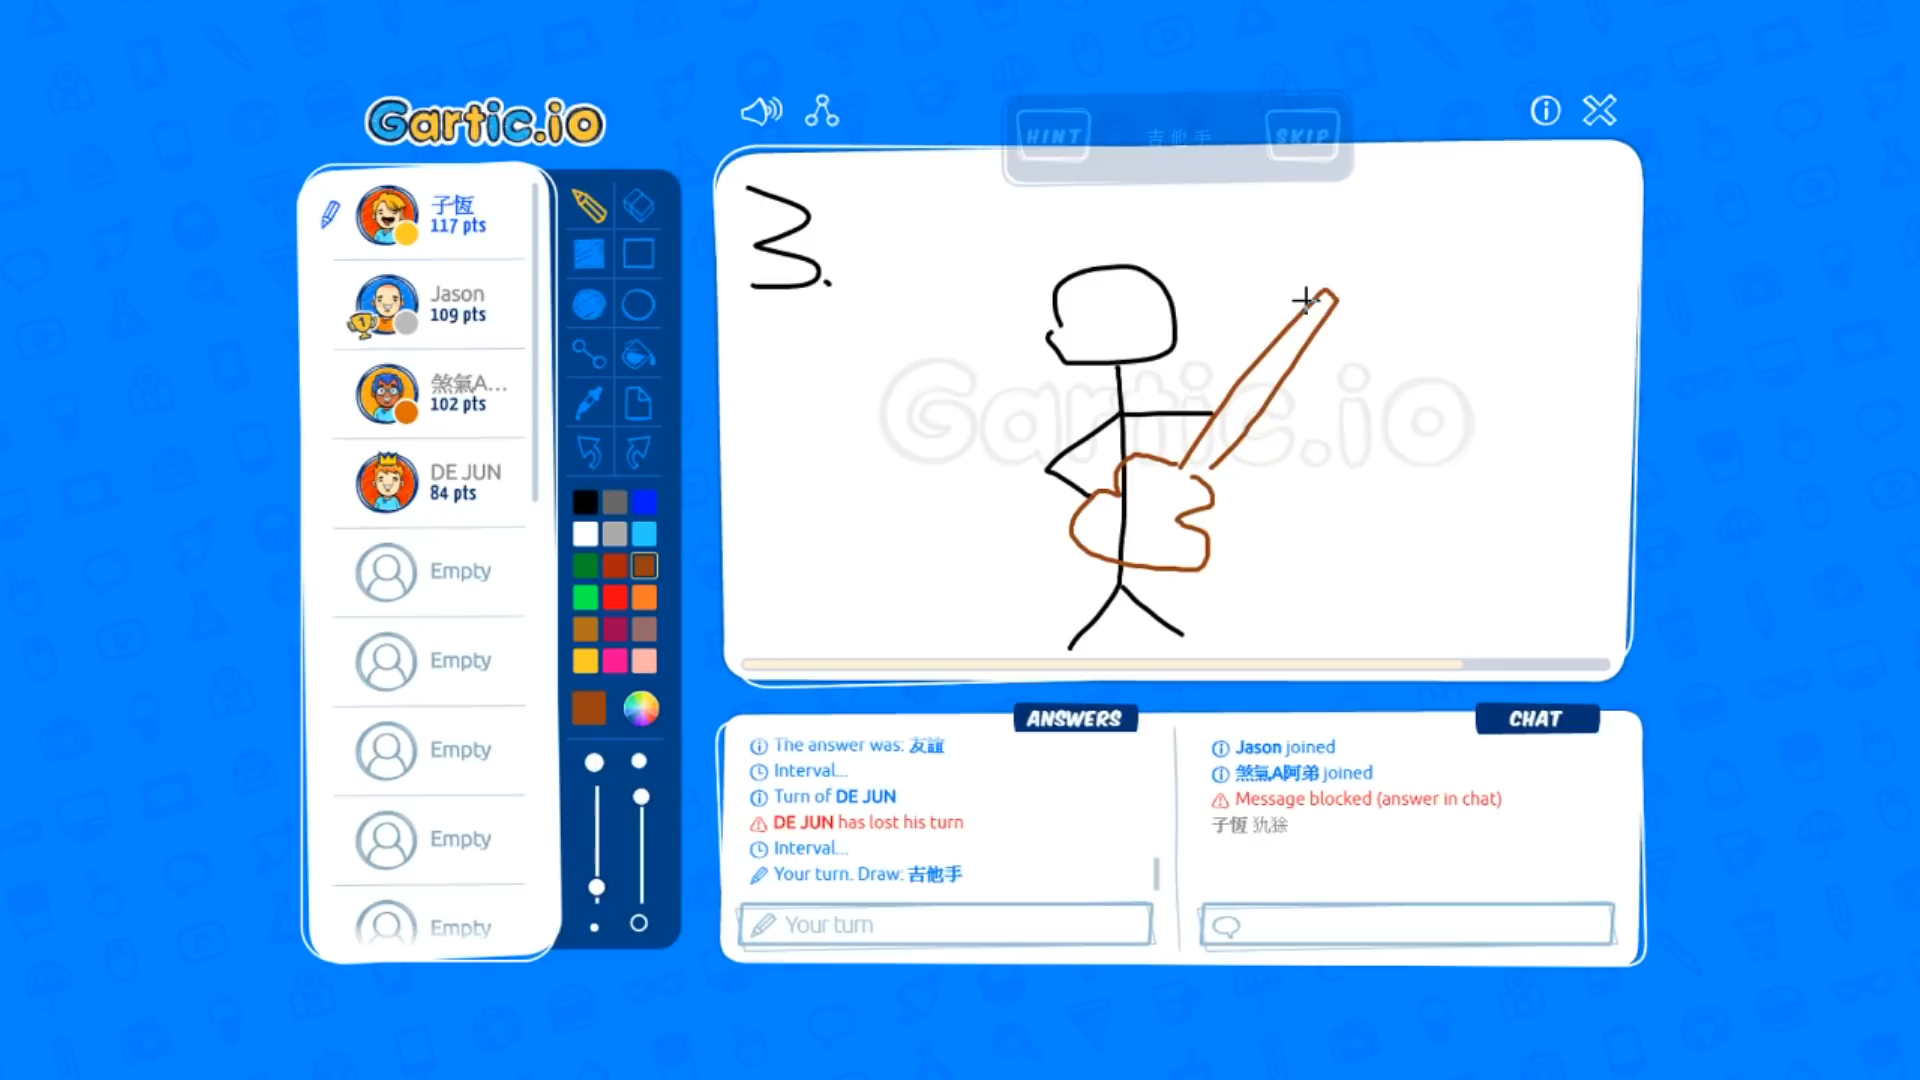 Gartic.io
HINT
吉他手
SKIP
子恆
117 pts
1
Jason
109 pts
煞氣A...
102 pts
DE JUN
84 pts
Empty
Empty
Empty
Empty
Empty
3.
Gartic.io
ANSWERS
The answer was: 友誼
Interval...
Turn of DE JUN
DE JUN has lost his turn
Interval...
Your turn. Draw: 吉他手
Your turn
CHAT
Jason joined
煞氣A阿弟 joined
Message blocked (answer in chat)
子恆